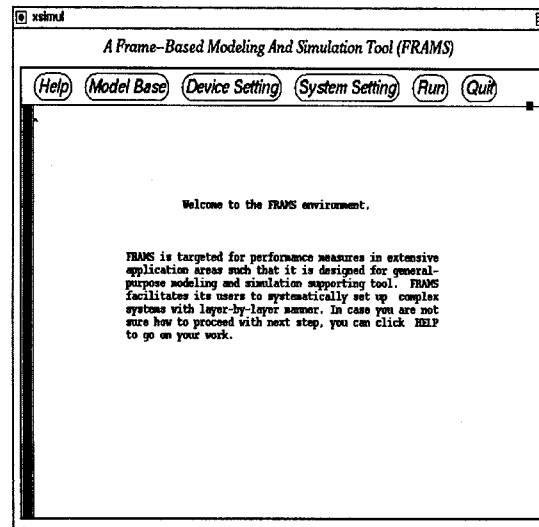 xsimul
A Frame-Based Modeling And Simulation Tool (FRAMS)
Help Model Base Device Setting System Setting Run Quit
Welcome to the FRAMS environment.
FRAMS is targeted for performance measures in extensive
application areas such that it is designed for general-
purpose modeling and simulation supporting tool. FRAMS
facilitates its users to systematically set up complex
systems with layer-by-layer manner. In case you are not
sure how to proceed with next step, you can click HELP
to go on your work.